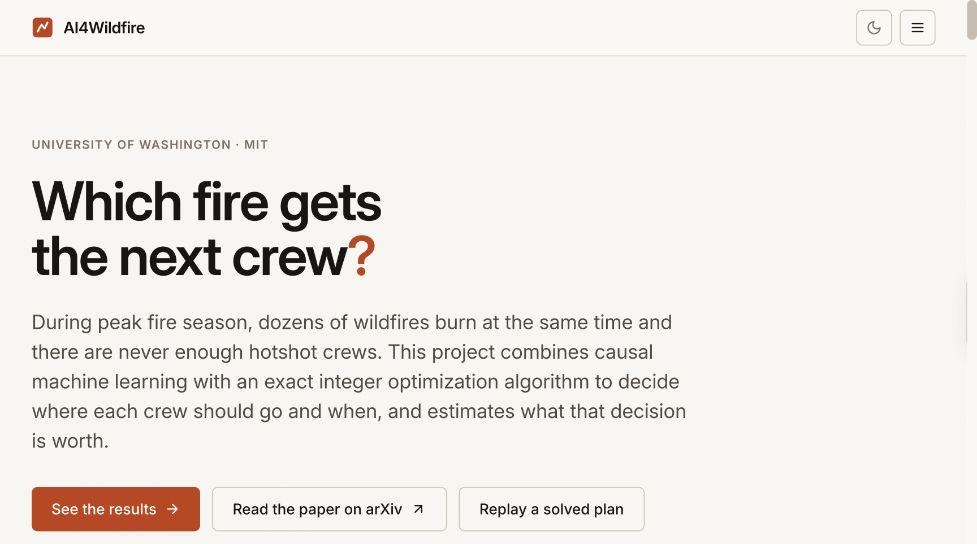 AI4Wildfire
UNIVERSITY OF WASHINGTON · MIT
Which fire gets
the next crew?
During peak fire season, dozens of wildfires burn at the same time and
there are never enough hotshot crews. This project combines causal
machine learning with an exact integer optimization algorithm to decide
where each crew should go and when, and estimates what that decision
is worth.
See the results →
Read the paper on arXiv ↗
Replay a solved plan